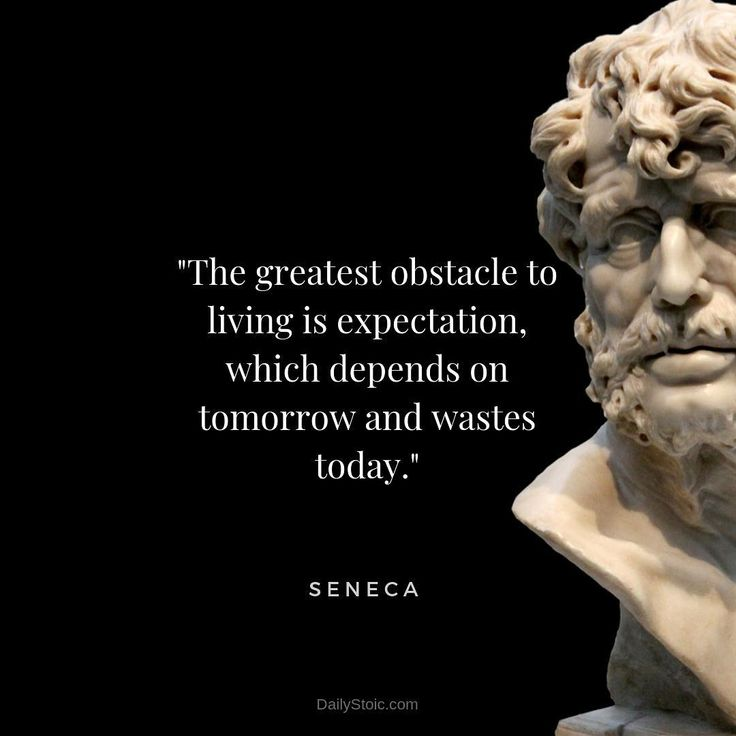 "The greatest obstacle to
living is expectation,
which depends on
tomorrow and wastes
today."
SENECA
DailyStoic.com